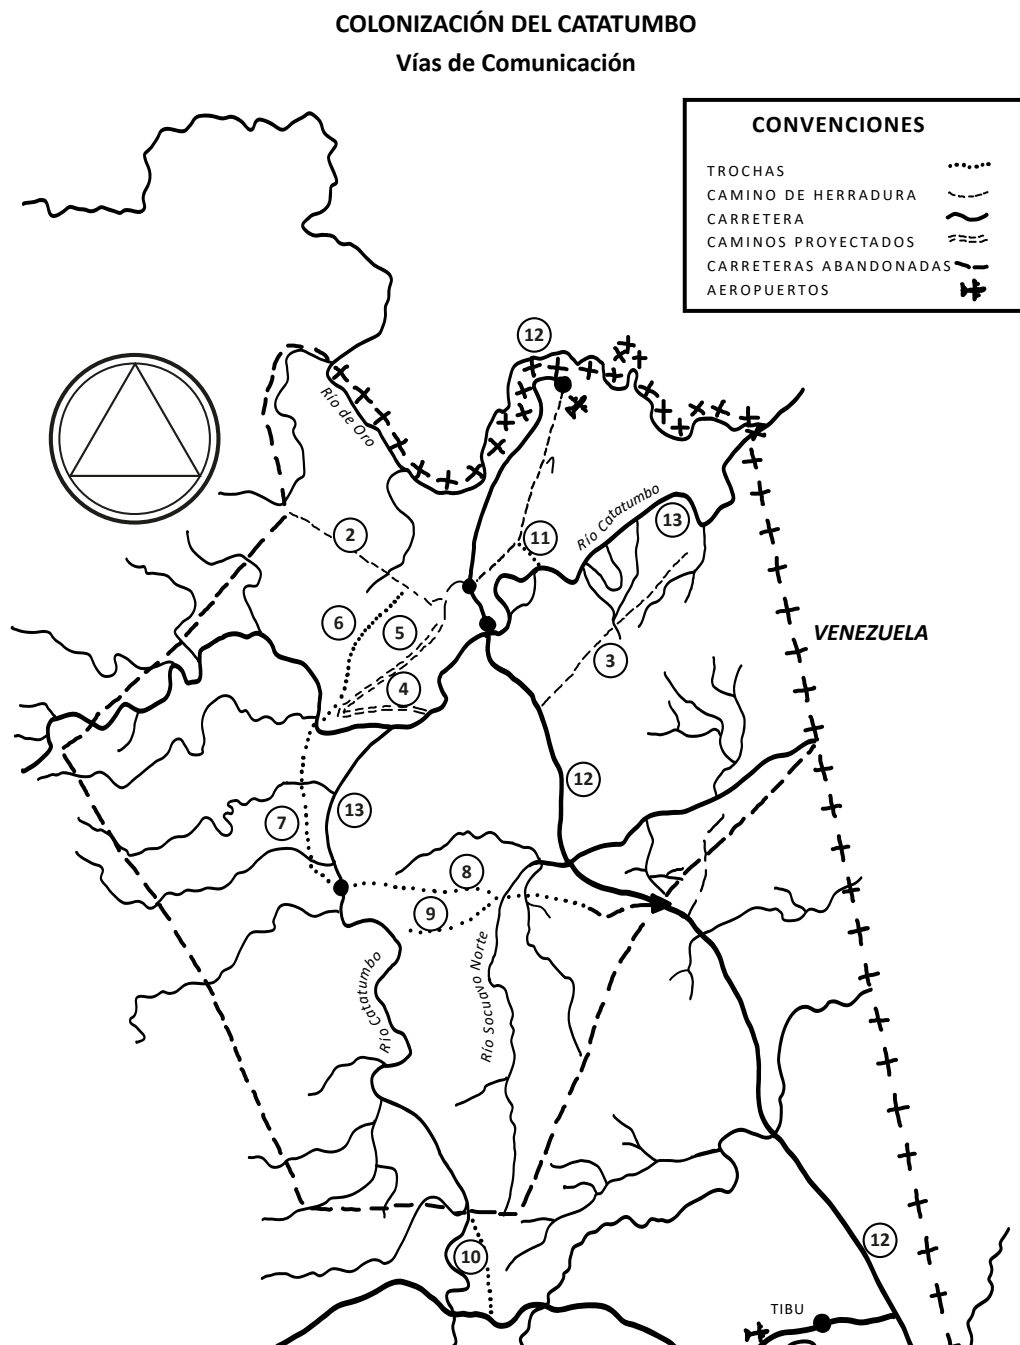 COLONIZACIÓN DEL CATATUMBO
Vías de Comunicación
CONVENCIONES
TROCHAS
CAMINO DE HERRADURA
CARRETERA
CAMINOS PROYECTADOS
CARRETERAS ABANDONADAS
AEROPUERTOS
12
Río de Oro
Río Catatumbo
13
2
11
6
5
VENEZUELA
3
4
12
13
7
8
9
Río Catatumbo
Río Socuavo Norte
12
10
TIBU